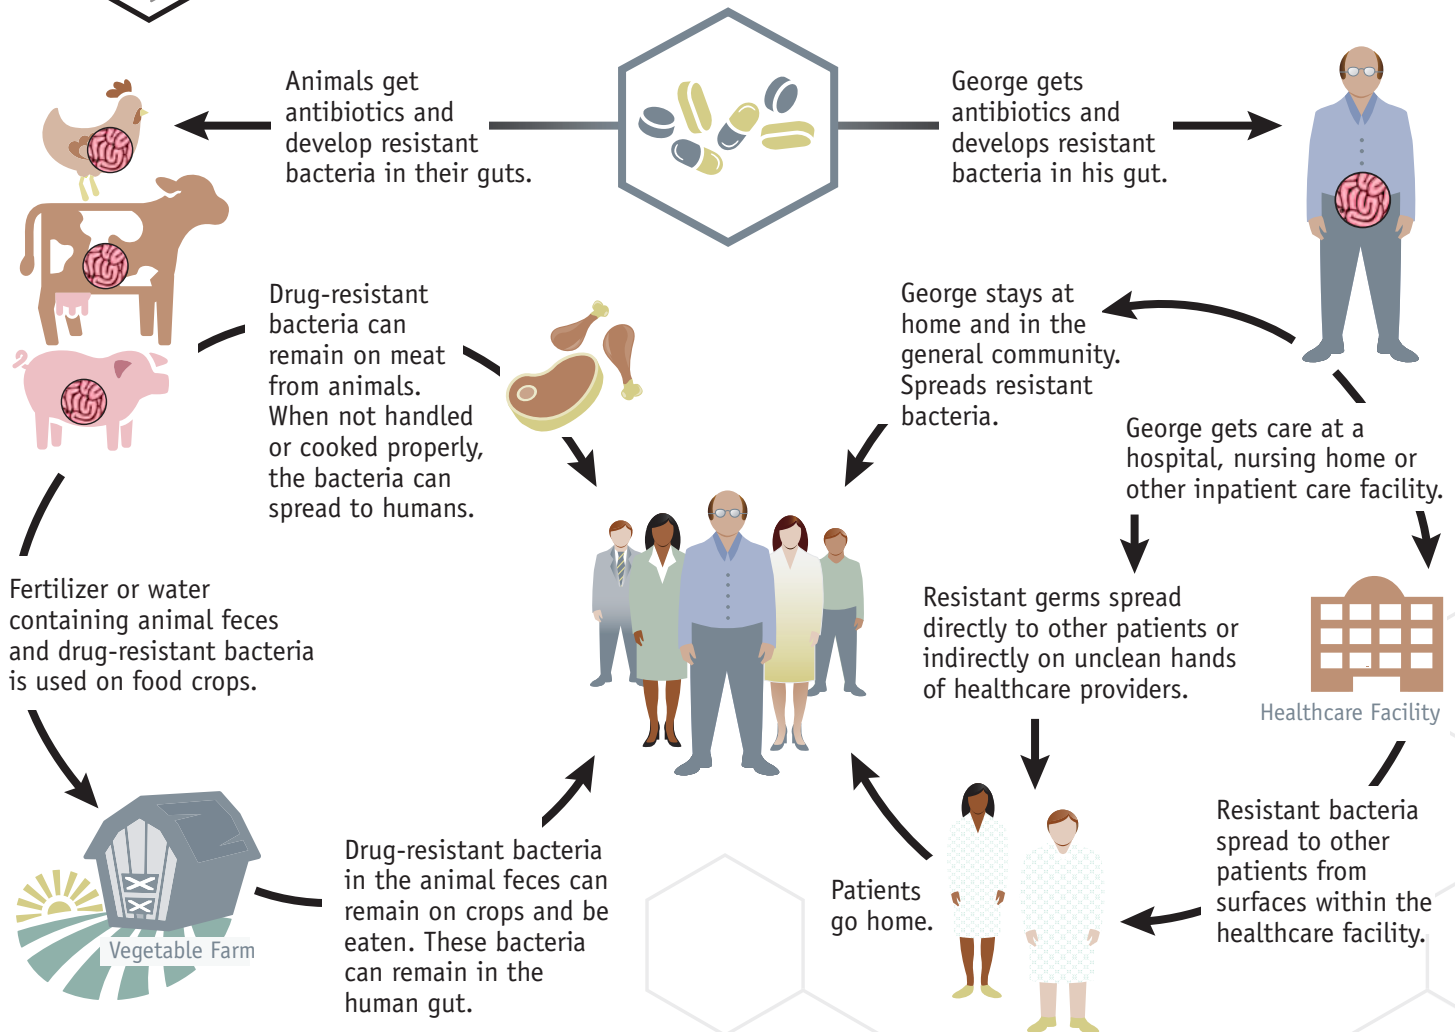 Animals get
antibiotics and
develop resistant
bacteria in their guts.
George gets
antibiotics and
develops resistant
bacteria in his gut.
Drug-resistant
bacteria can
remain on meat
from animals.
When not handled
or cooked properly,
the bacteria can
spread to humans.
George stays at
home and in the
general community.
Spreads resistant
bacteria.
George gets care at a
hospital, nursing home or
other inpatient care facility.
Fertilizer or water
containing animal feces
and drug-resistant bacteria
is used on food crops.
Resistant germs spread
directly to other patients or
indirectly on unclean hands
of healthcare providers.
Healthcare Facility
Vegetable Farm
Drug-resistant bacteria
in the animal feces can
remain on crops and be
eaten. These bacteria
can remain in the
human gut.
Patients
go home.
Resistant bacteria
spread to other
patients from
surfaces within the
healthcare facility.